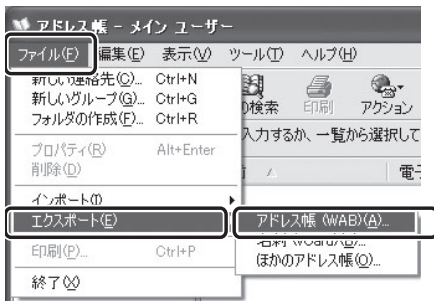 アドレス帳 - メイン ユーザー
ファイル(F) 編集(E) 表示(V) ツール(T) ヘルプ(H)
新しい連絡先(C)... Ctrl+N
新しいグループ(G)... Ctrl+G
フォルダの作成(F)... Ctrl+R
の検索 印刷 アクション
入力するか、一覧から選択して
プロパティ(R) Alt+Enter
削除(D)
電子
インポート(I)
エクスポート(E)
アドレス帳 (WAB)(A)...
印刷(P)... Ctrl+P
ほかのアドレス帳(O)...
終了(X)